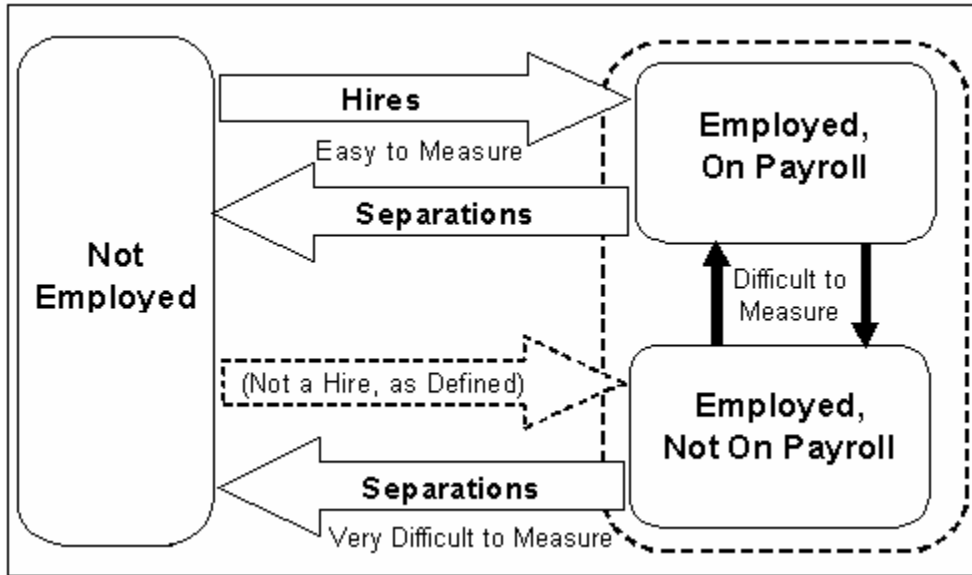 Hires
Easy to Measure
Separations
Employed,
On Payroll
Not
Employed
Difficult to
Measure
(Not a Hire, as Defined)
Employed,
Not On Payroll
Separations
Very Difficult to Measure